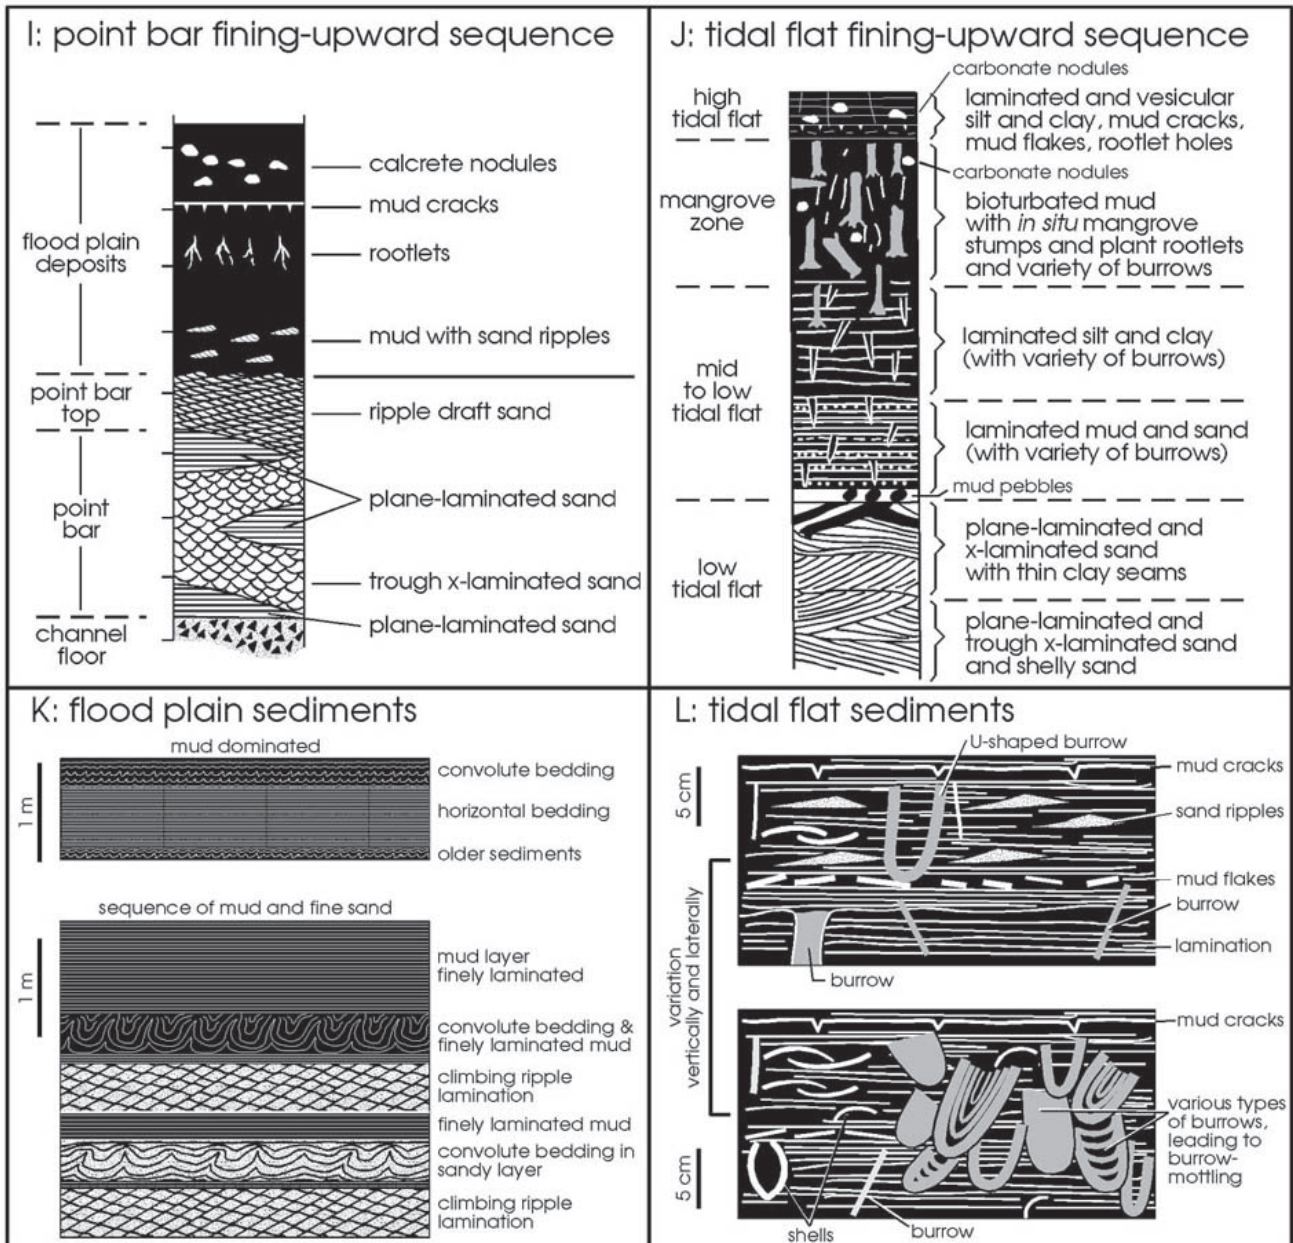 I: point bar fining-upward sequence
flood plain
deposits
point bar
top
point
bar
channel
floor
calcrete nodules
mud cracks
rootlets
mud with sand ripples
ripple draft sand
plane-laminated sand
trough x-laminated sand
plane-laminated sand
J: tidal flat fining-upward sequence
high
tidal flat
mangrove
zone
mid
to low
tidal flat
low
tidal flat
carbonate nodules
laminated and vesicular
silt and clay, mud cracks,
mud flakes, rootlet holes
carbonate nodules
bioturbated mud
with in situ mangrove
stumps and plant rootlets
and variety of burrows
laminated silt and clay
(with variety of burrows)
laminated mud and sand
(with variety of burrows)
mud pebbles
plane-laminated and
x-laminated sand
with thin clay seams
plane-laminated and
trough x-laminated sand
and shelly sand
K: flood plain sediments
mud dominated
1 m
convolute bedding
horizontal bedding
older sediments
sequence of mud and fine sand
1 m
mud layer
finely laminated
convolute bedding &
finely laminated mud
climbing ripple
lamination
finely laminated mud
convolute bedding in
sandy layer
climbing ripple
lamination
L: tidal flat sediments
U-shaped burrow
5 cm
mud cracks
sand ripples
mud flakes
burrow
lamination
burrow
variation
vertically and laterally
mud cracks
various types
of burrows,
leading to
burrow-
mottling
5 cm
shells
burrow